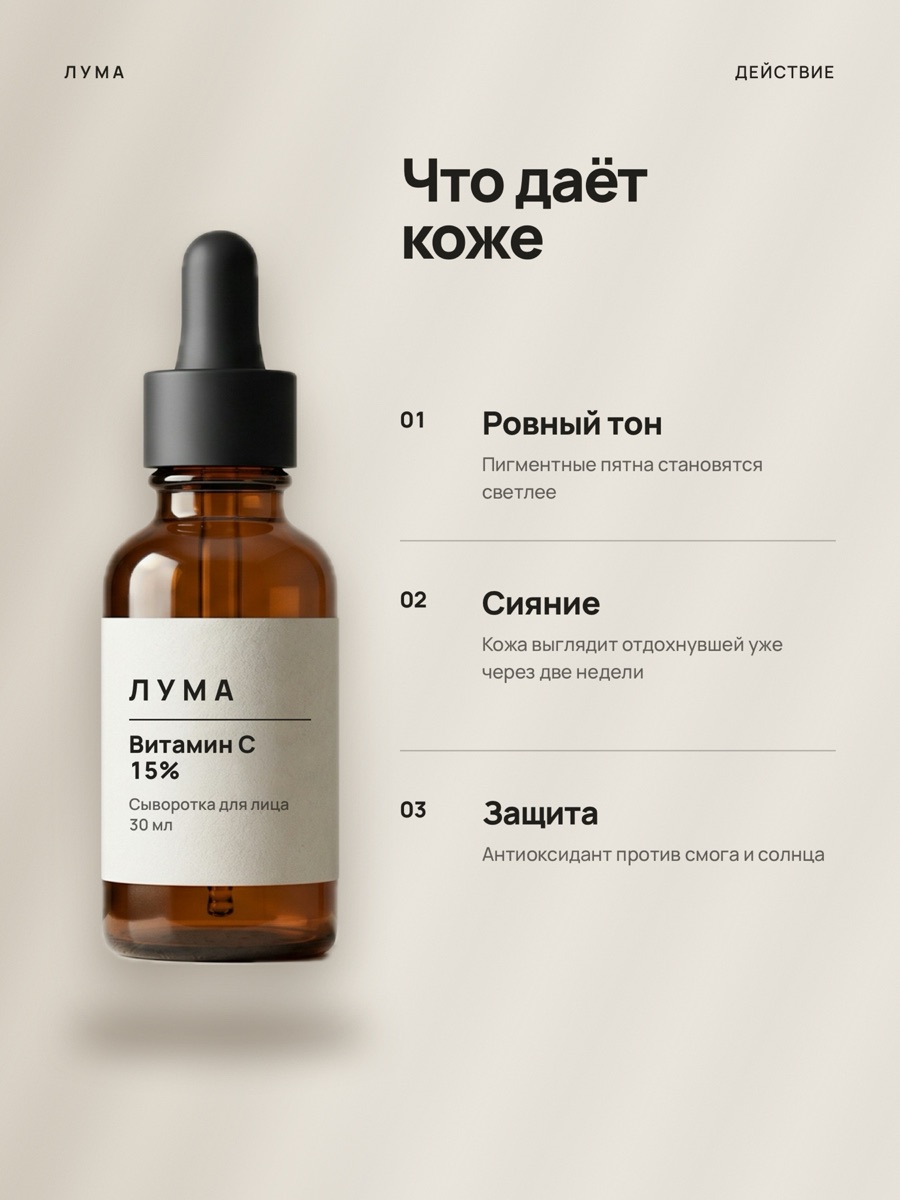 ЛУМА
ДЕЙСТВИЕ
Что даёт
коже
01
Ровный тон
Пигментные пятна становятся
светлее
02
Сияние
Кожа выглядит отдохнувшей уже
через две недели
03
Защита
Антиоксидант против смога и солнца
ЛУМА
Витамин С
15%
Сыворотка для лица
30 мл